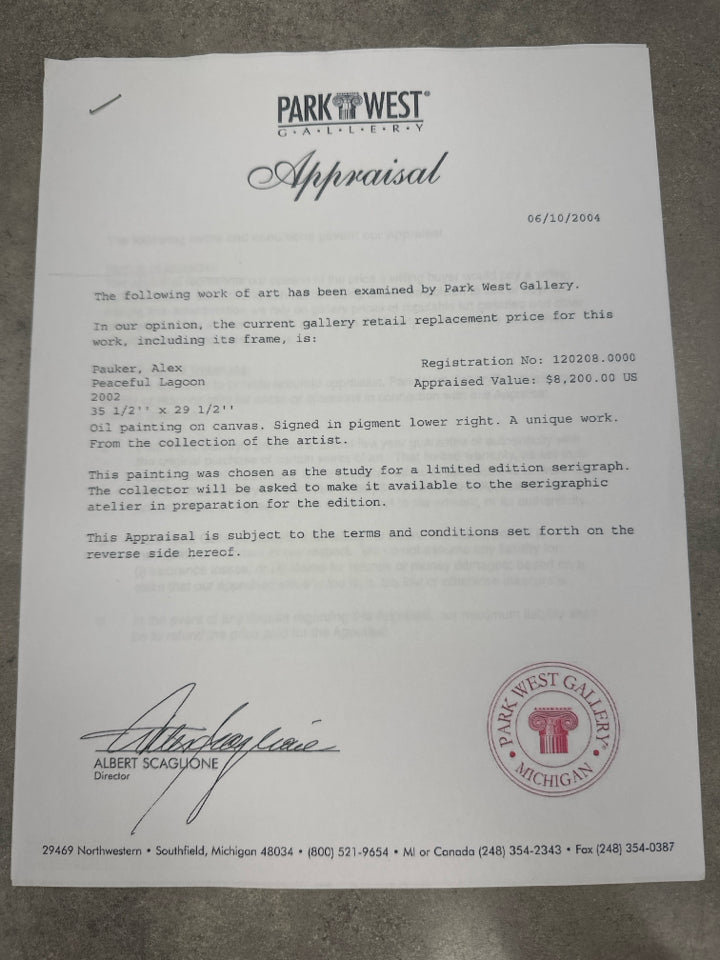 PARK WEST®
G·A·L·L·E·R·Y
Appraisal
06/10/2004
The following work of art has been examined by Park West Gallery.
In our opinion, the current gallery retail replacement price for this
work, including its frame, is:
Pauker, Alex
Registration No: 120208.0000
Peaceful Lagoon
Appraised Value: $8,200.00 US
2002
35 1/2'' x 29 1/2''
Oil painting on canvas. Signed in pigment lower right. A unique work.
From the collection of the artist.
This painting was chosen as the study for a limited edition serigraph.
The collector will be asked to make it available to the serigraphic
atelier in preparation for the edition.
This Appraisal is subject to the terms and conditions set forth on the
reverse side hereof.
ALBERT SCAGLIONE
Director
PARK WEST GALLERY®
• MICHIGAN •
29469 Northwestern • Southfield, Michigan 48034 • (800) 521-9654 • MI or Canada (248) 354-2343 • Fax (248) 354-0387